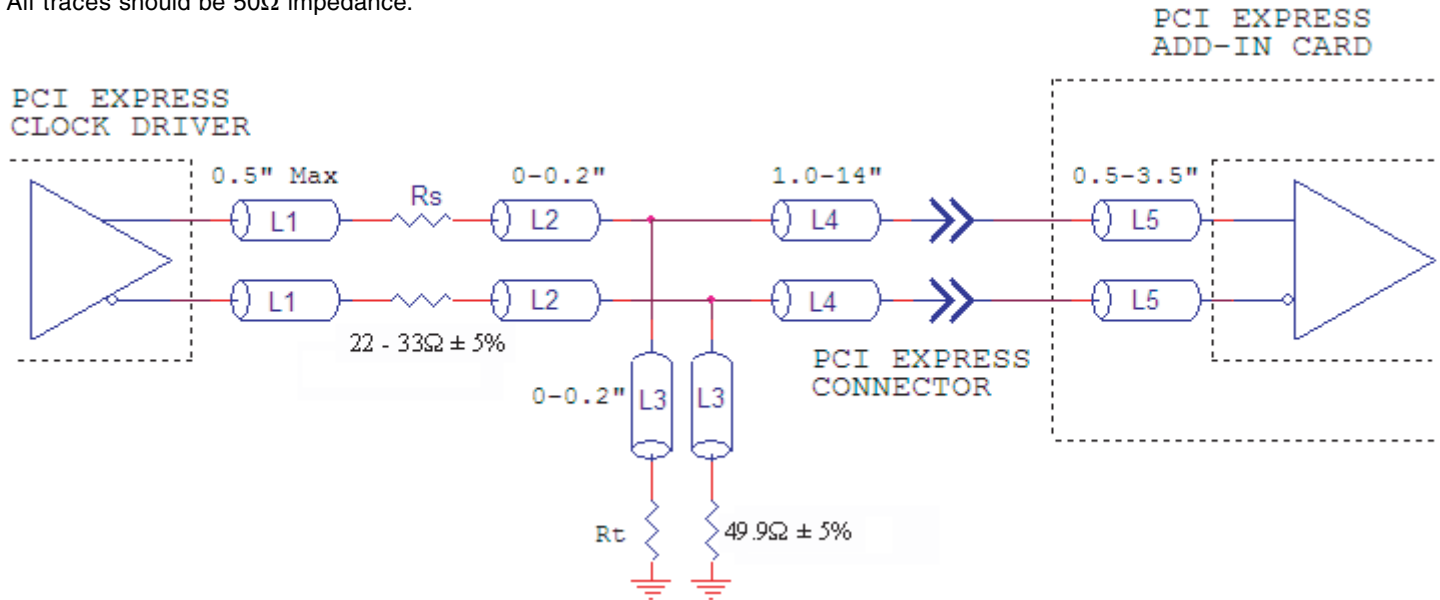 All traces should be 50Ω impedance.
PCI EXPRESS
ADD-IN CARD
PCI EXPRESS
CLOCK DRIVER
0.5" Max
Rs
0-0.2"
1.0-14"
0.5-3.5"
L1
L2
L4
L5
L1
L2
L4
L5
22 - 33Ω ± 5%
PCI EXPRESS
CONNECTOR
0-0.2"
L3
L3
Rt
49.9Ω ± 5%